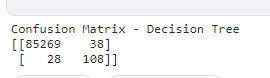 Confusion Matrix - Decision Tree
[[85269    38]
 [   28   108]]